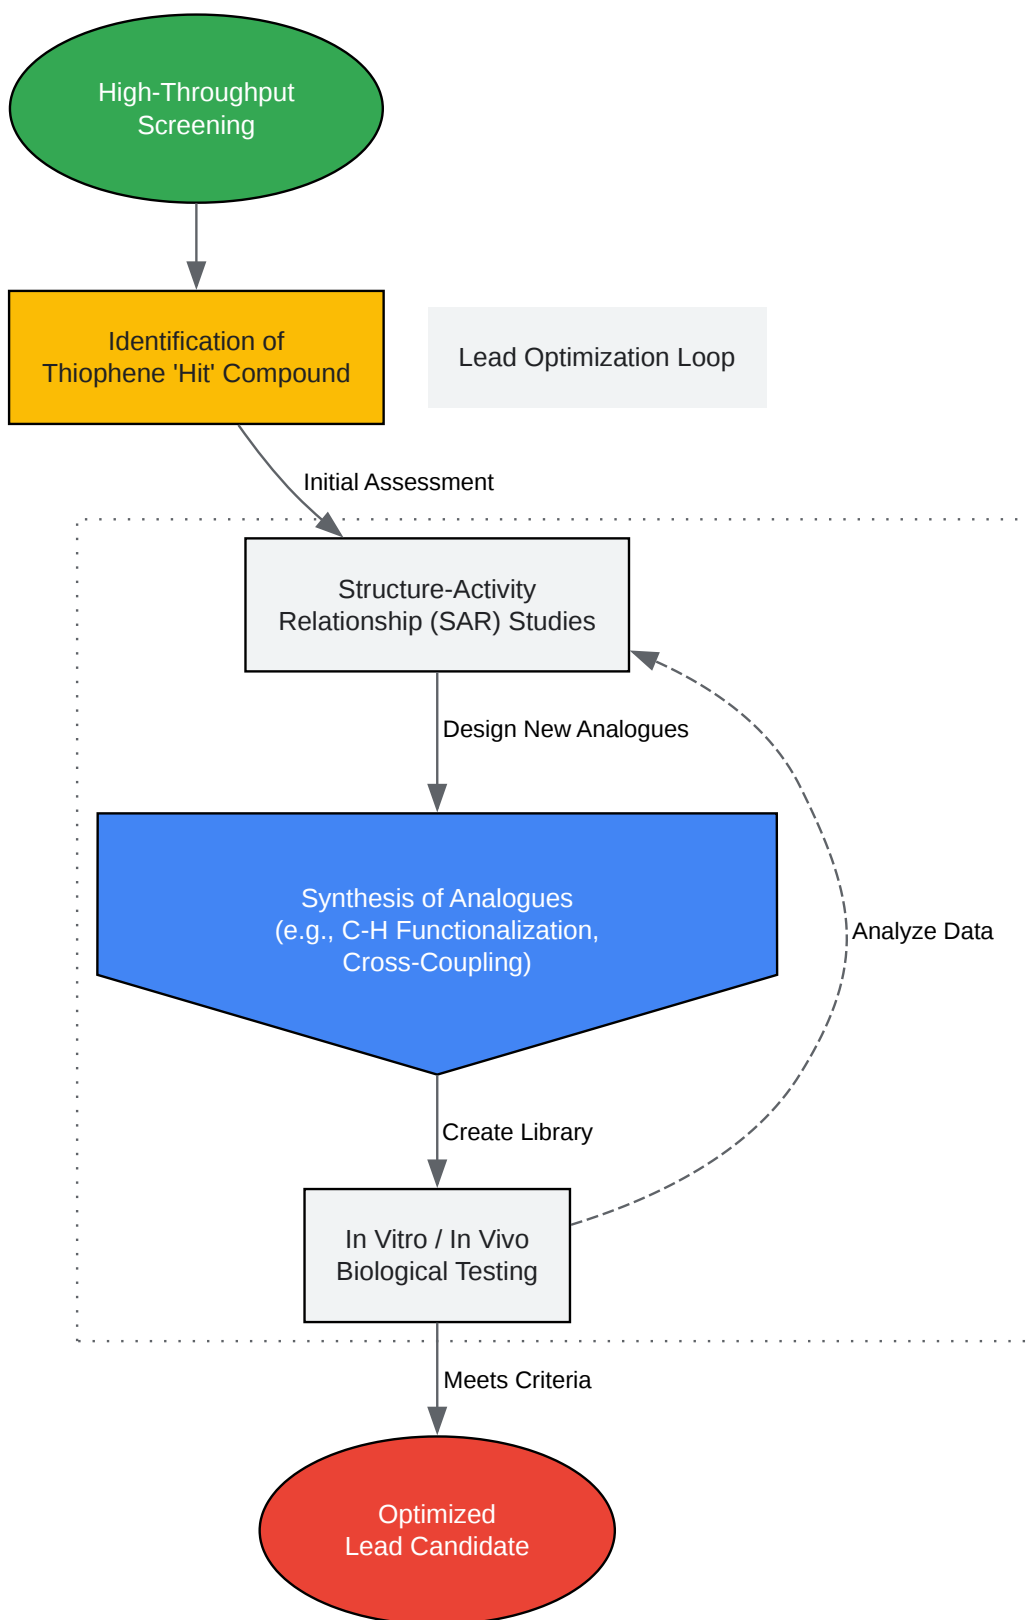 High-Throughput
Screening
Identification of
Thiophene 'Hit' Compound
Lead Optimization Loop
Initial Assessment
Structure-Activity
Relationship (SAR) Studies
Design New Analogues
Synthesis of Analogues
(e.g., C-H Functionalization,
Cross-Coupling)
Analyze Data
Create Library
In Vitro / In Vivo
Biological Testing
Meets Criteria
Optimized
Lead Candidate